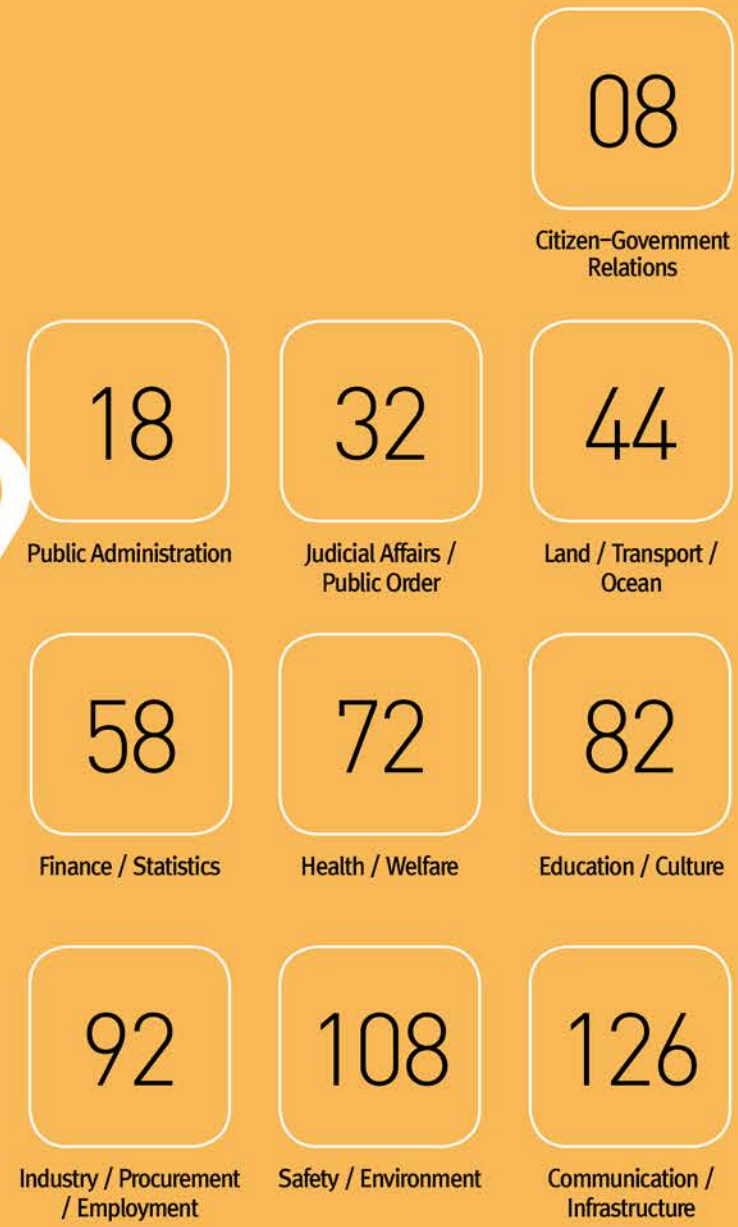 08
Citizen-Government
Relations
18
Public Administration
32
Judicial Affairs /
Public Order
44
Land / Transport /
Ocean
58
Finance / Statistics
72
Health / Welfare
82
Education / Culture
92
Industry / Procurement
/ Employment
108
Safety / Environment
126
Communication /
Infrastructure